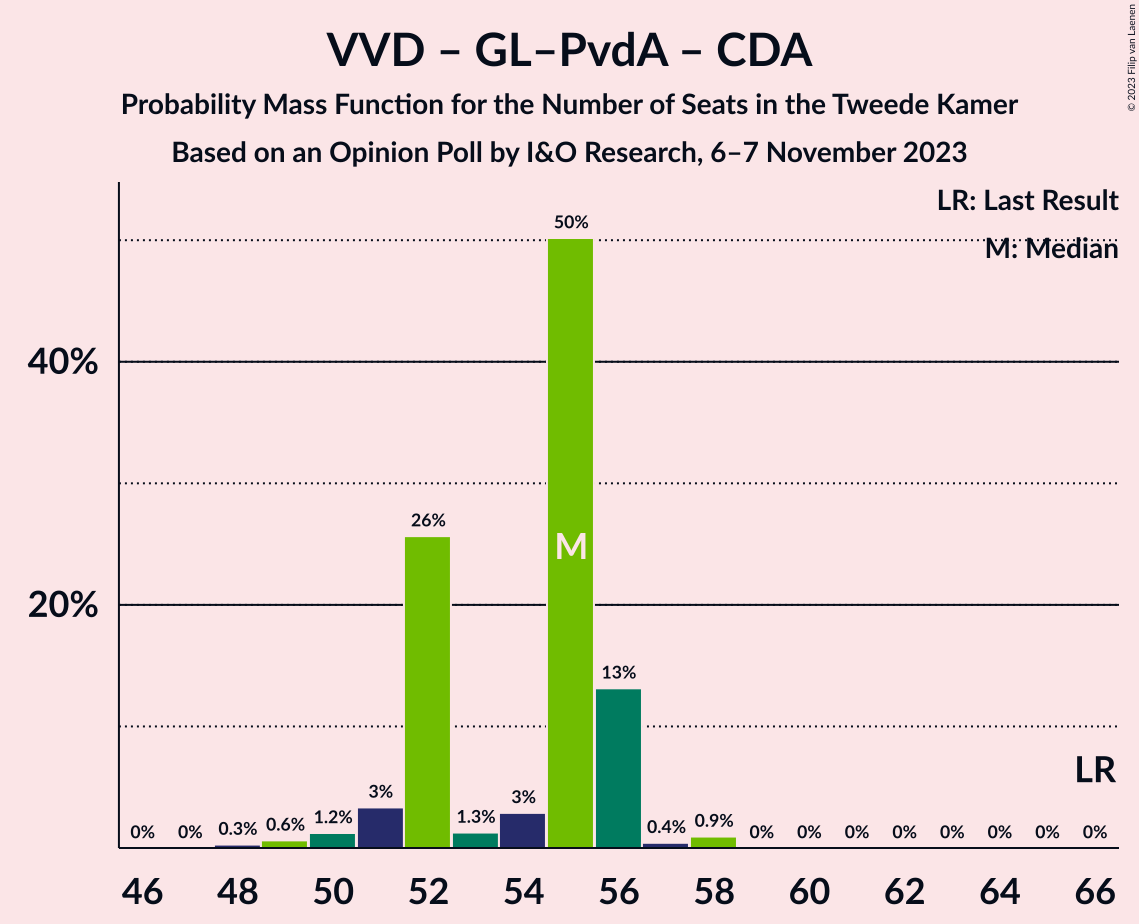 VVD – GL–PvdA – CDA
Probability Mass Function for the Number of Seats in the Tweede Kamer
Based on an Opinion Poll by I&O Research, 6–7 November 2023
© 2023 Filip van Laenen
LR: Last Result
M: Median
50%
40%
26%
M
20%
13%
LR
0% 0% 0.3% 0.6% 1.2% 3% 1.3% 3% 0.4% 0.9% 0% 0% 0% 0% 0% 0% 0% 0%
46 48 50 52 54 56 58 60 62 64 66